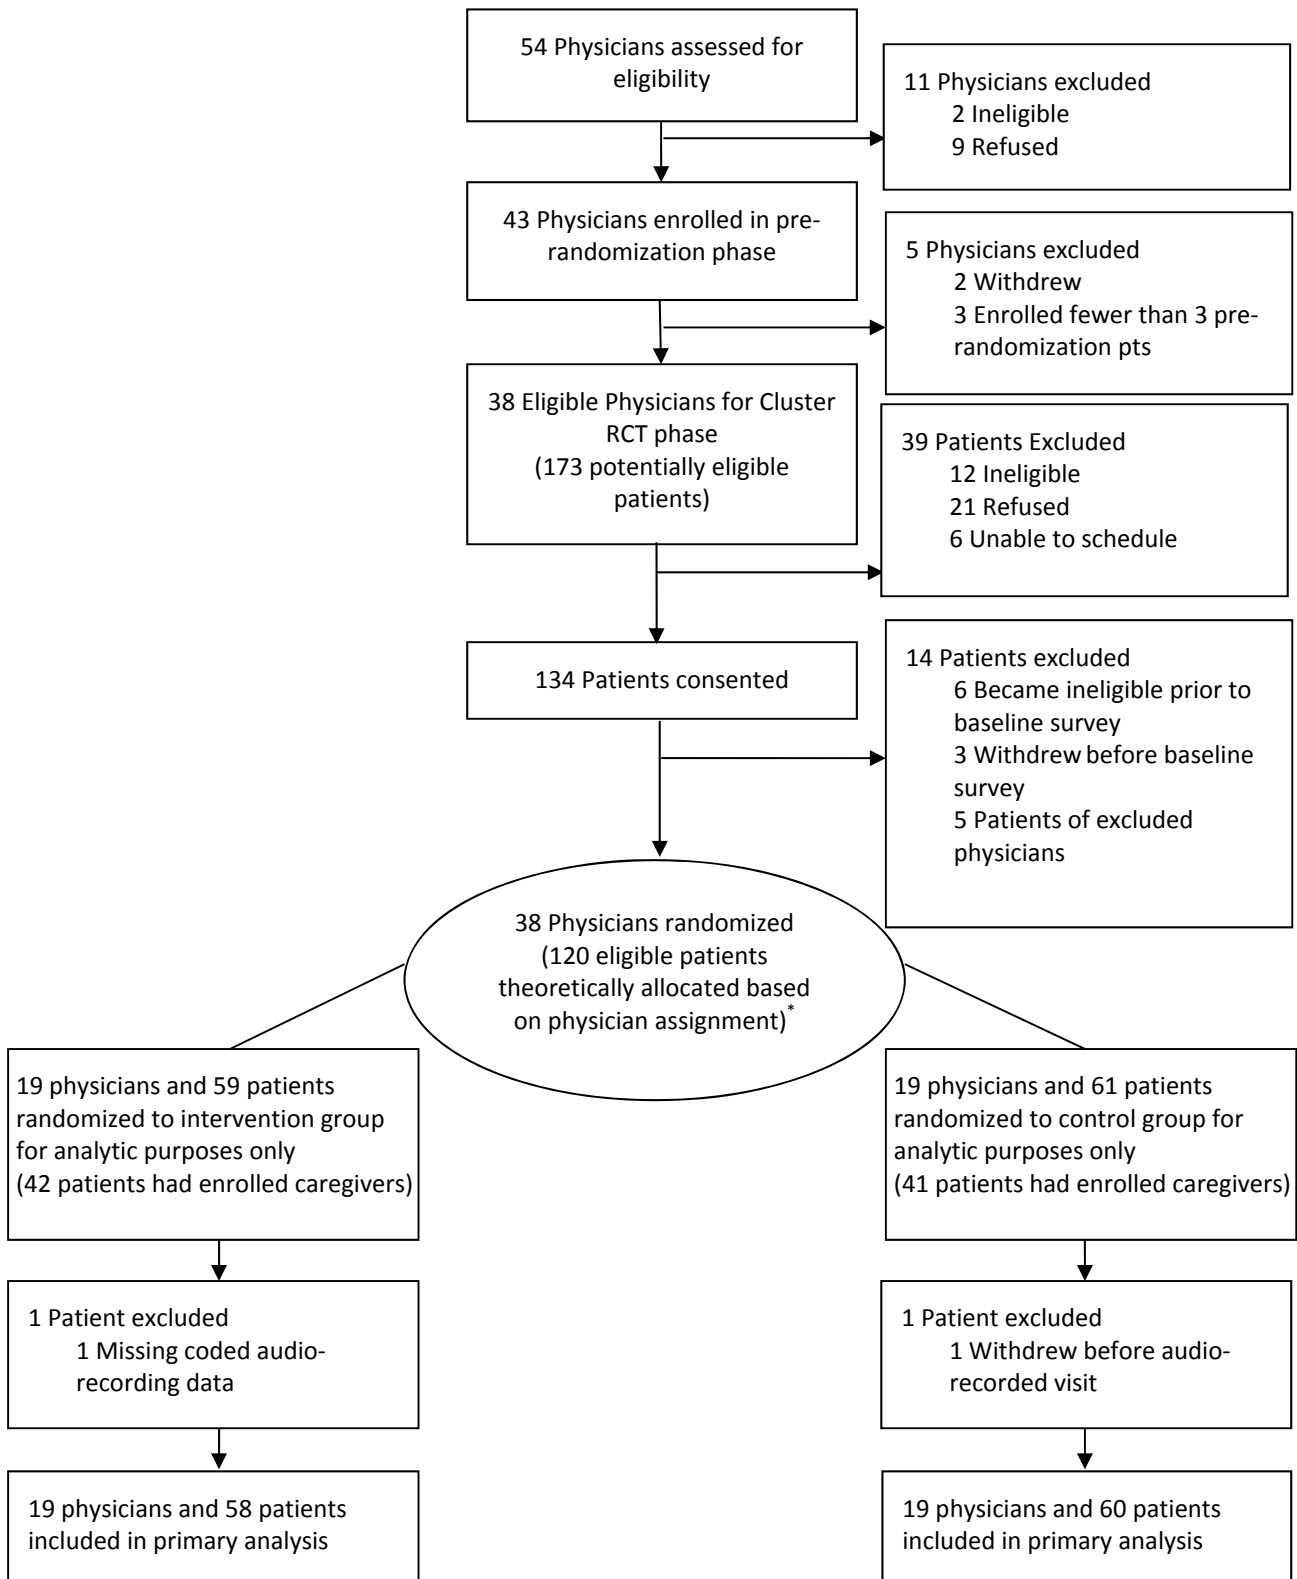 54 Physicians assessed for
eligibility
11 Physicians excluded
2 Ineligible
9 Refused
43 Physicians enrolled in pre-
randomization phase
5 Physicians excluded
2 Withdrew
3 Enrolled fewer than 3 pre-
randomization pts
38 Eligible Physicians for Cluster
RCT phase
(173 potentially eligible
patients)
39 Patients Excluded
12 Ineligible
21 Refused
6 Unable to schedule
134 Patients consented
14 Patients excluded
6 Became ineligible prior to
baseline survey
3 Withdrew before baseline
survey
5 Patients of excluded
physicians
38 Physicians randomized
(120 eligible patients
theoretically allocated based
on physician assignment)*
19 physicians and 59 patients
randomized to intervention group
for analytic purposes only
(42 patients had enrolled caregivers)
19 physicians and 61 patients
randomized to control group for
analytic purposes only
(41 patients had enrolled caregivers)
1 Patient excluded
1 Missing coded audio-
recording data
1 Patient excluded
1 Withdrew before audio-
recorded visit
19 physicians and 58 patients
included in primary analysis
19 physicians and 60 patients
included in primary analysis